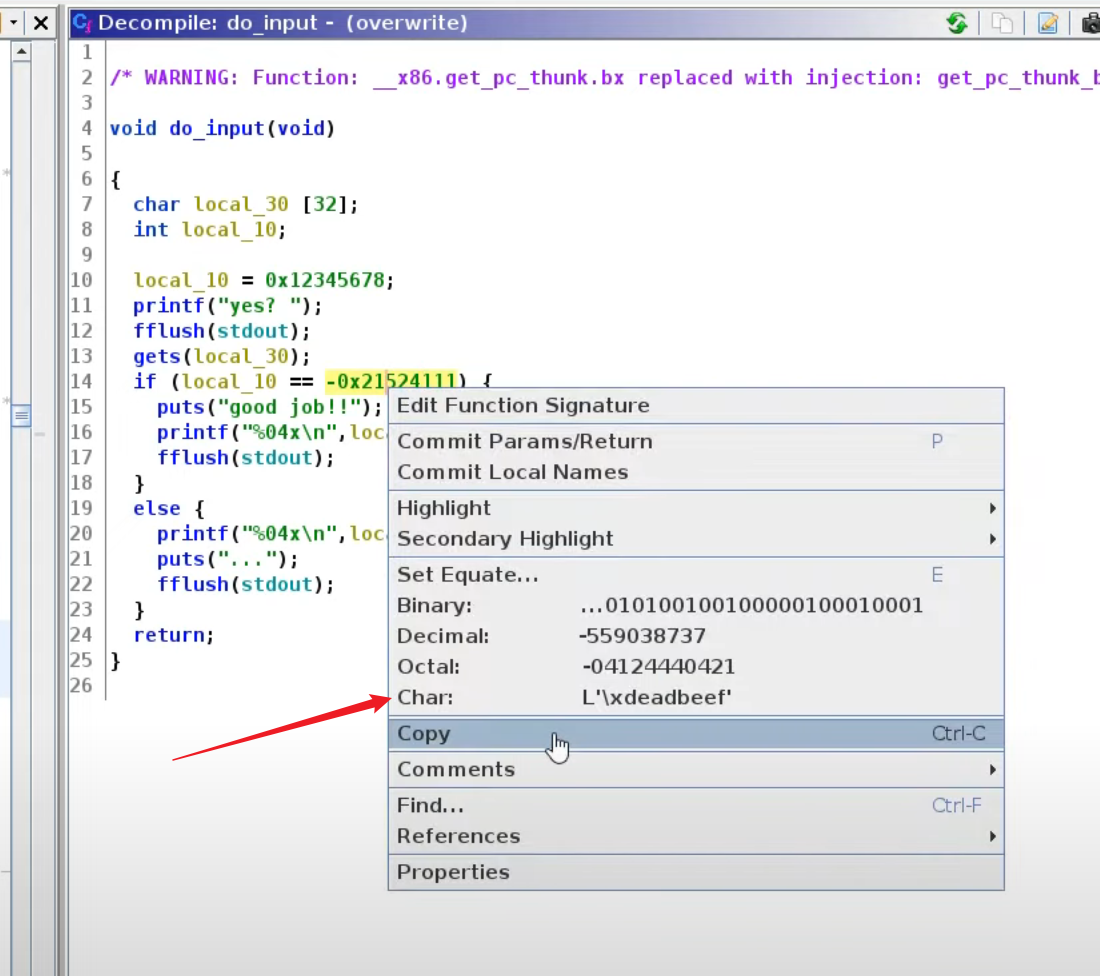 Decompile: do_input - (overwrite)
1
2 /* WARNING: Function: __x86.get_pc_thunk.bx replaced with injection: get_pc_thunk_b
3
4 void do_input(void)
5
6 {
7 char local_30 [32];
8 int local_10;
9
10 local_10 = 0x12345678;
11 printf("yes? ");
12 fflush(stdout);
13 gets(local_30);
14 if (local_10 == -0x21524111) {
15 puts("good job!!");
16 printf("%04x\n",loc
17 fflush(stdout);
18 }
19 else {
20 printf("%04x\n",loc
21 puts("...");
22 fflush(stdout);
23 }
24 return;
25 }
26
Edit Function Signature
Commit Params/Return P
Commit Local Names
Highlight
Secondary Highlight
Set Equate... E
Binary: ...010100100100000100010001
Decimal: -559038737
Octal: -04124440421
Char: L'\xdeadbeef'
Copy Ctrl-C
Comments
Find... Ctrl-F
References
Properties